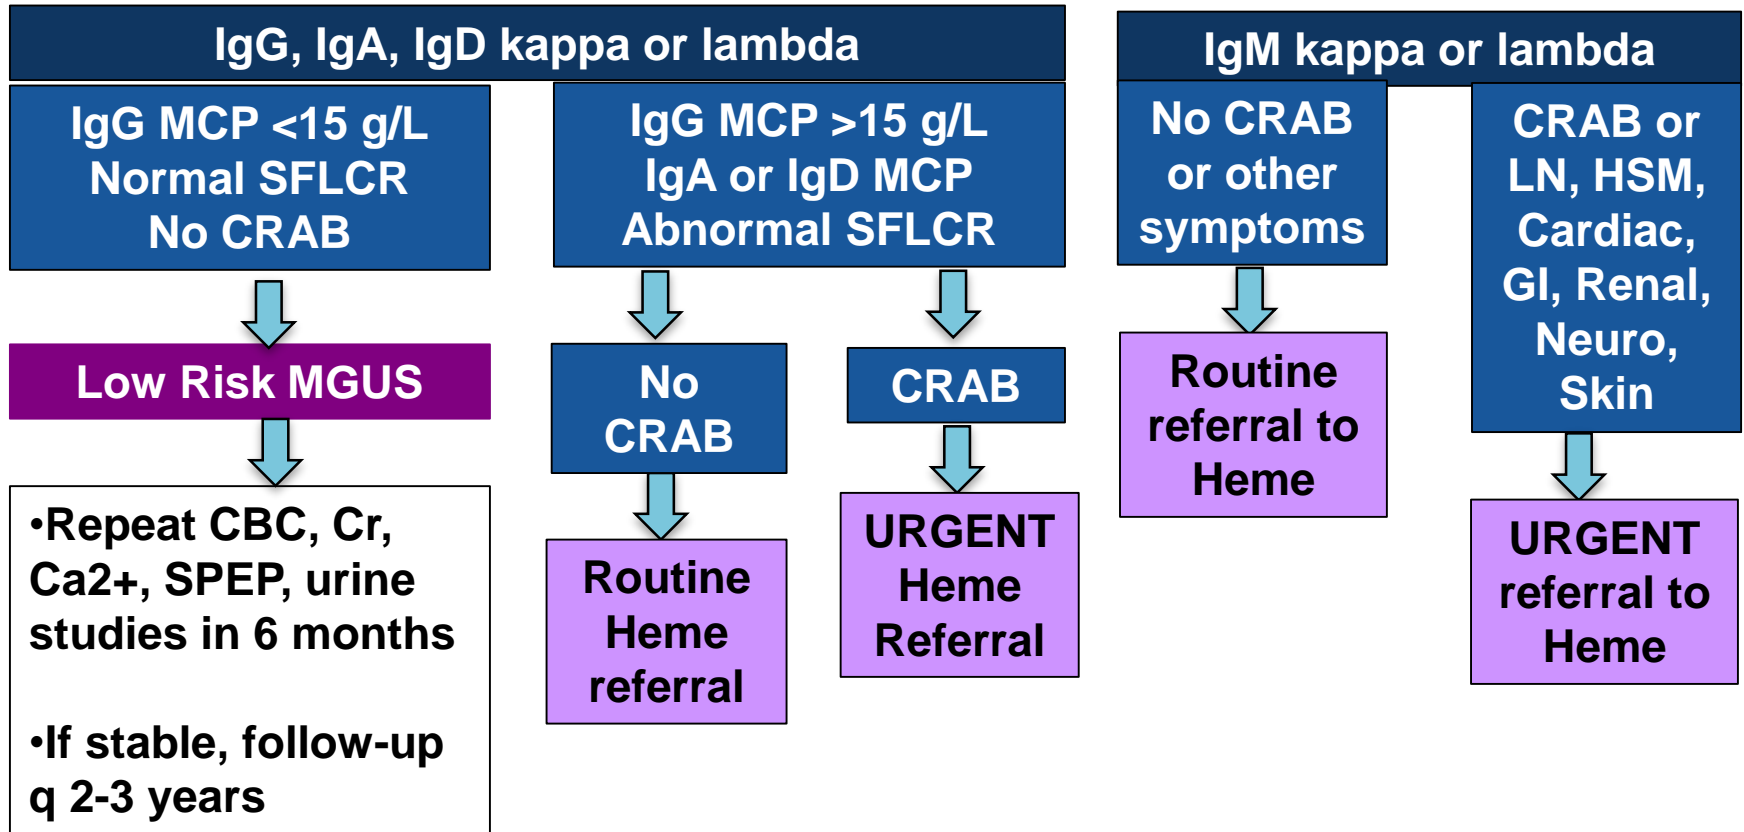 IgG, IgA, IgD kappa or lambda
IgG MCP <15 g/L
Normal SFLCR
No CRAB
IgG MCP >15 g/L
IgA or IgD MCP
Abnormal SFLCR
Low Risk MGUS
No
CRAB
CRAB
•Repeat CBC, Cr,
Ca2+, SPEP, urine
studies in 6 months
•If stable, follow-up
q 2-3 years
Routine
Heme
referral
URGENT
Heme
Referral
IgM kappa or lambda
No CRAB
or other
symptoms
CRAB or
LN, HSM,
Cardiac,
GI, Renal,
Neuro,
Skin
Routine
referral to
Heme
URGENT
referral to
Heme